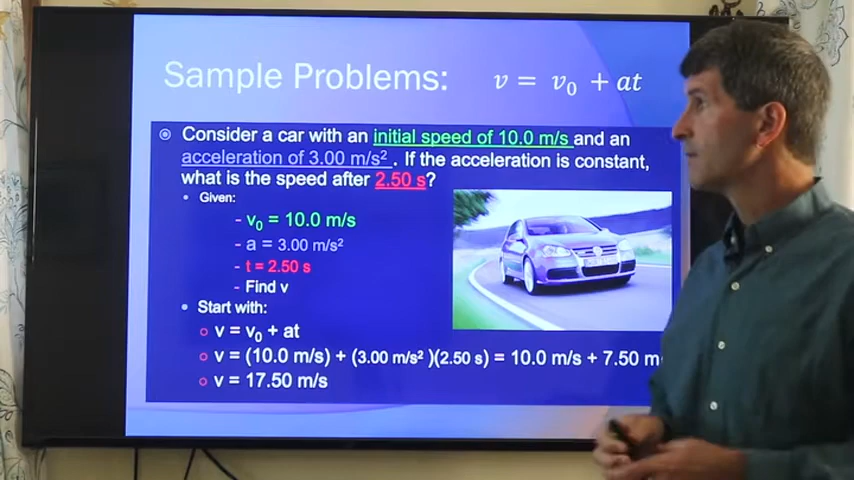 Sample Problems: v = v₀ + at
Consider a car with an initial speed of 10.0 m/s and an
acceleration of 3.00 m/s² . If the acceleration is constant,
what is the speed after 2.50 s?
• Given:
- v₀ = 10.0 m/s
- a = 3.00 m/s²
- t = 2.50 s
- Find v
• Start with:
v = v₀ + at
v = (10.0 m/s) + (3.00 m/s² )(2.50 s) = 10.0 m/s + 7.50 m
v = 17.50 m/s